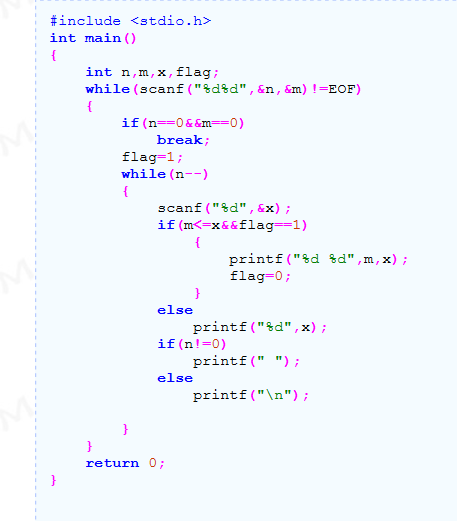 #include <stdio.h>
int main()
{
    int n,m,x,flag;
    while(scanf("%d%d",&n,&m)!=EOF)
    {
        if(n==0&&m==0)
            break;
        flag=1;
        while(n--)
        {
            scanf("%d",&x);
            if(m<=x&&flag==1)
                {
                    printf("%d %d",m,x);
                    flag=0;
                }
            else
                printf("%d",x);
            if(n!=0)
                printf(" ");
            else
                printf("\n");

        }
    }
    return 0;
}